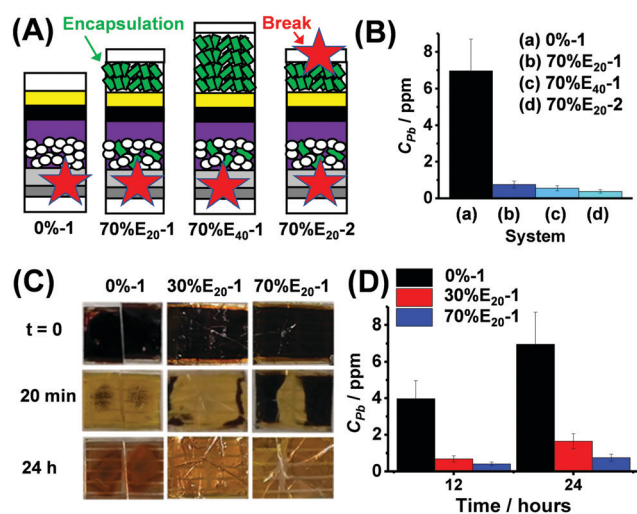 (A)
Encapsulation
Break
0%-1
70%E20-1
70%E40-1
70%E20-2
(B)
CPb / ppm
8
6
4
2
0
(a) 0%-1
(b) 70%E20-1
(c) 70%E40-1
(d) 70%E20-2
(a) (b) (c) (d)
System
(C)
0%-1 30%E20-1 70%E20-1
t = 0
20 min
24 h
(D)
0%-1
30%E20-1
70%E20-1
CPb / ppm
8
6
4
2
0
12 24
Time / hours